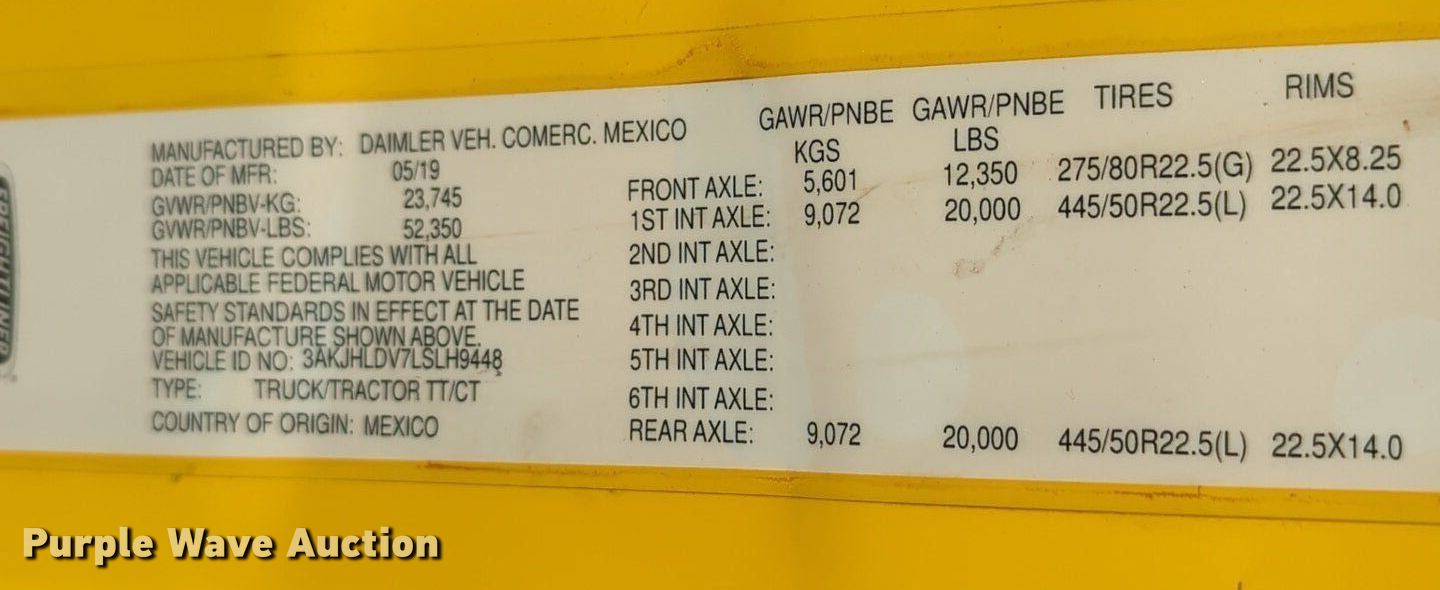 FREIGHTLINER
MANUFACTURED BY: DAIMLER VEH. COMERC. MEXICO
DATE OF MFR: 05/19
GVWR/PNBV-KG: 23,745
GVWR/PNBV-LBS: 52,350
THIS VEHICLE COMPLIES WITH ALL
APPLICABLE FEDERAL MOTOR VEHICLE
SAFETY STANDARDS IN EFFECT AT THE DATE
OF MANUFACTURE SHOWN ABOVE.
VEHICLE ID NO: 3AKJHLDV7LSLH9448
TYPE: TRUCK/TRACTOR TT/CT
COUNTRY OF ORIGIN: MEXICO
GAWR/PNBE GAWR/PNBE TIRES RIMS
KGS LBS
FRONT AXLE: 5,601 12,350 275/80R22.5(G) 22.5X8.25
1ST INT AXLE: 9,072 20,000 445/50R22.5(L) 22.5X14.0
2ND INT AXLE:
3RD INT AXLE:
4TH INT AXLE:
5TH INT AXLE:
6TH INT AXLE:
REAR AXLE: 9,072 20,000 445/50R22.5(L) 22.5X14.0
Purple Wave Auction